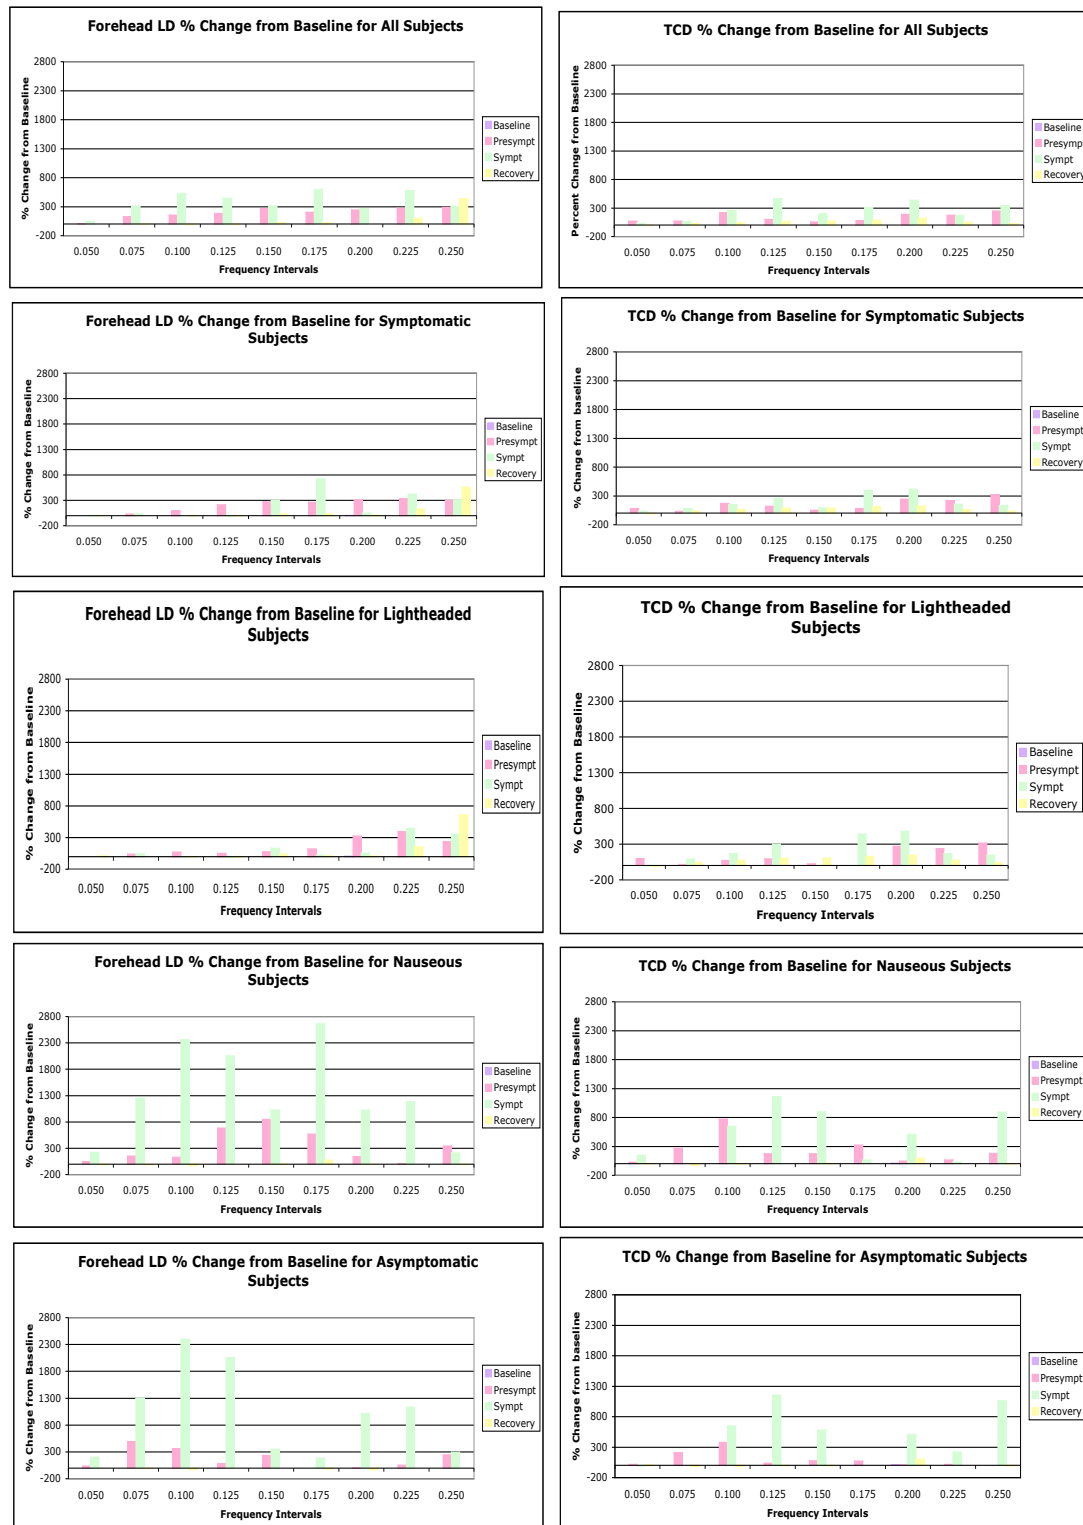 Forehead LD % Change from Baseline for All Subjects
% Change from Baseline
2800
2300
1800
1300
800
300
-200
0.050 0.075 0.100 0.125 0.150 0.175 0.200 0.225 0.250
Frequency Intervals
Baseline
Presympt
Sympt
Recovery
TCD % Change from Baseline for All Subjects
Percent Change from Baseline
2800
2300
1800
1300
800
300
-200
0.050 0.075 0.100 0.125 0.150 0.175 0.200 0.225 0.250
Frequency Intervals
Baseline
Presympt
Sympt
Recovery
Forehead LD % Change from Baseline for Symptomatic
Subjects
% Change from Baseline
2800
2300
1800
1300
800
300
-200
0.050 0.075 0.100 0.125 0.150 0.175 0.200 0.225 0.250
Frequency Intervals
Baseline
Presympt
Sympt
Recovery
TCD % Change from Baseline for Symptomatic Subjects
% Change from baseline
2800
2300
1800
1300
800
300
-200
0.050 0.075 0.100 0.125 0.150 0.175 0.200 0.225 0.250
Frequency Intervals
Baseline
Presympt
Sympt
Recovery
Forehead LD % Change from Baseline for Lightheaded
Subjects
% Change from Baseline
2800
2300
1800
1300
800
300
-200
0.050 0.075 0.100 0.125 0.150 0.175 0.200 0.225 0.250
Frequency Intervals
Baseline
Presympt
Sympt
Recovery
TCD % Change from Baseline for Lightheaded
Subjects
% Change from Baseline
2800
2300
1800
1300
800
300
-200
0.050 0.075 0.100 0.125 0.150 0.175 0.200 0.225 0.250
Frequency Intervals
Baseline
Presympt
Sympt
Recovery
Forehead LD % Change from Baseline for Nauseous
Subjects
% Change from Baseline
2800
2300
1800
1300
800
300
-200
0.050 0.075 0.100 0.125 0.150 0.175 0.200 0.225 0.250
Frequency Intervals
Baseline
Presympt
Sympt
Recovery
TCD % Change from Baseline for Nauseous Subjects
% Change from Baseline
2800
2300
1800
1300
800
300
-200
0.050 0.075 0.100 0.125 0.150 0.175 0.200 0.225 0.250
Frequency Intervals
Baseline
Presympt
Sympt
Recovery
Forehead LD % Change from Baseline for Asymptomatic
Subjects
% Change from Baseline
2800
2300
1800
1300
800
300
-200
0.050 0.075 0.100 0.125 0.150 0.175 0.200 0.225 0.250
Frequency Intervals
Baseline
Presympt
Sympt
Recovery
TCD % Change from Baseline for Asymptomatic Subjects
% Change from baseline
2800
2300
1800
1300
800
300
-200
0.050 0.075 0.100 0.125 0.150 0.175 0.200 0.225 0.250
Frequency Intervals
Baseline
Presympt
Sympt
Recovery